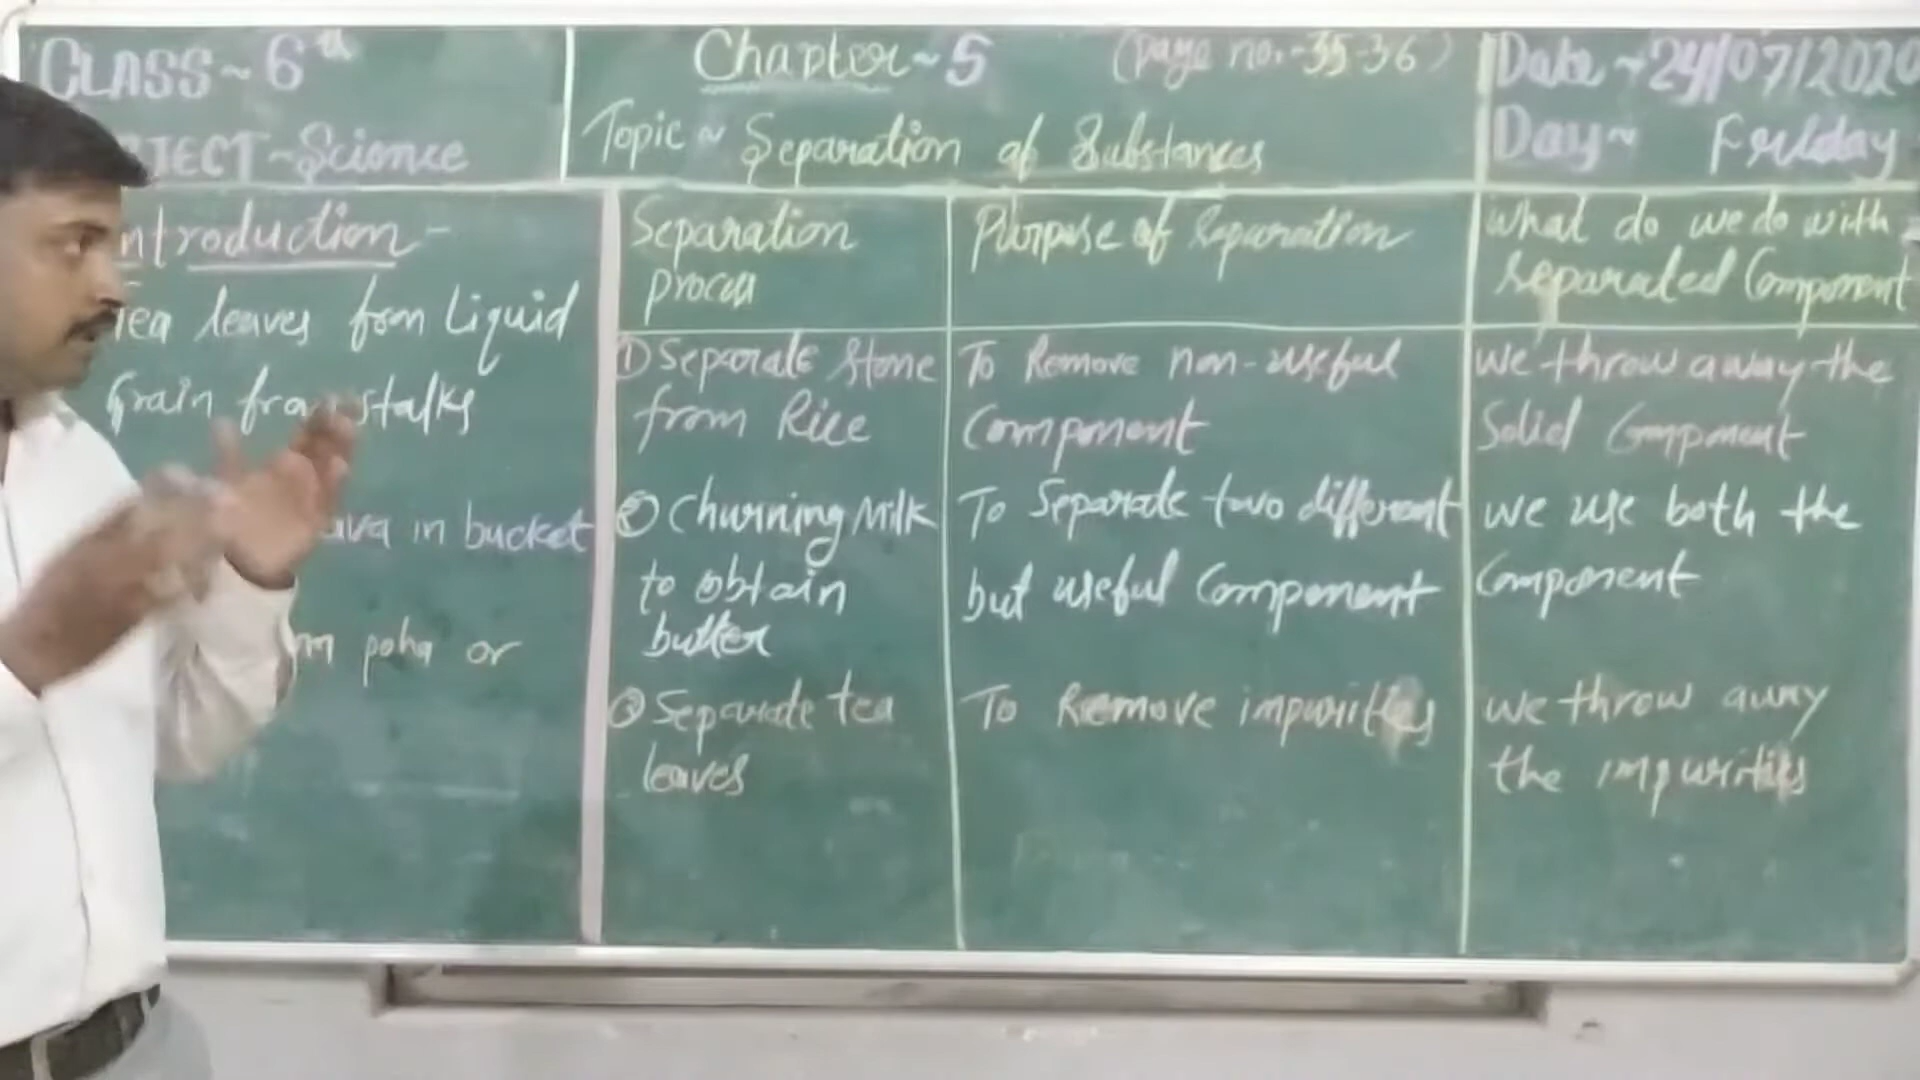 CLASS ~ 6th
JECT ~ Science
Chapter ~ 5 (page no. - 35-36)
Topic ~ Separation of Substances
Date ~ 24/07/2020
Day ~ Friday
Introduction -
Tea leaves from Liquid
Grain from stalks
in bucket
poha or
Separation
process
Purpose of Separation
What do we do with
separated Component
① Separate Stone
from Rice
To Remove non-useful
Component
we throw away the
Solid Component
② Churning Milk
to obtain
butter
To Separate two different
but useful Component
we use both the
Component
③ Separate tea
leaves
To Remove impurities
we throw away
the impurities